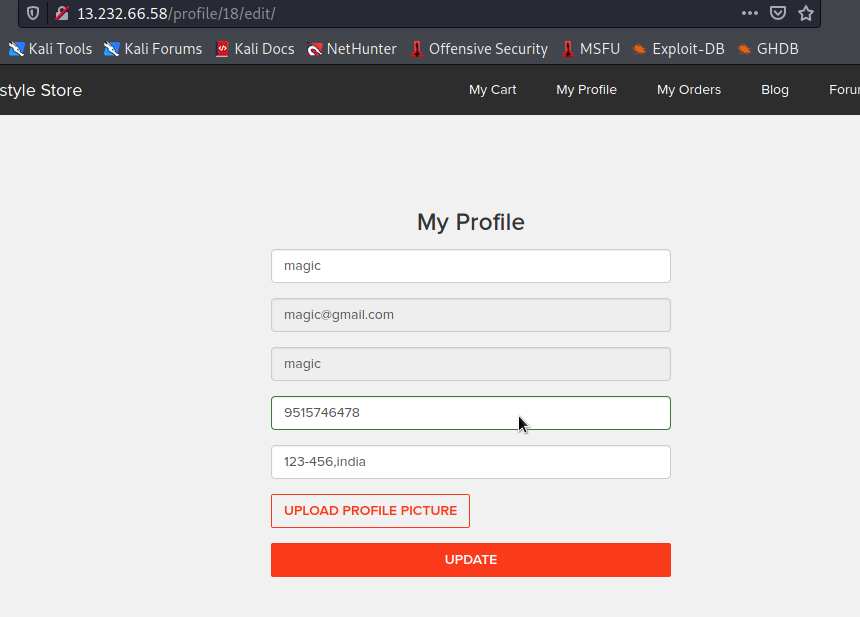 13.232.66.58/profile/18/edit/
Kali Tools Kali Forums Kali Docs NetHunter Offensive Security MSFU Exploit-DB GHDB
style Store My Cart My Profile My Orders Blog Foru
My Profile
magic
magic@gmail.com
magic
9515746478
123-456,india
UPLOAD PROFILE PICTURE
UPDATE